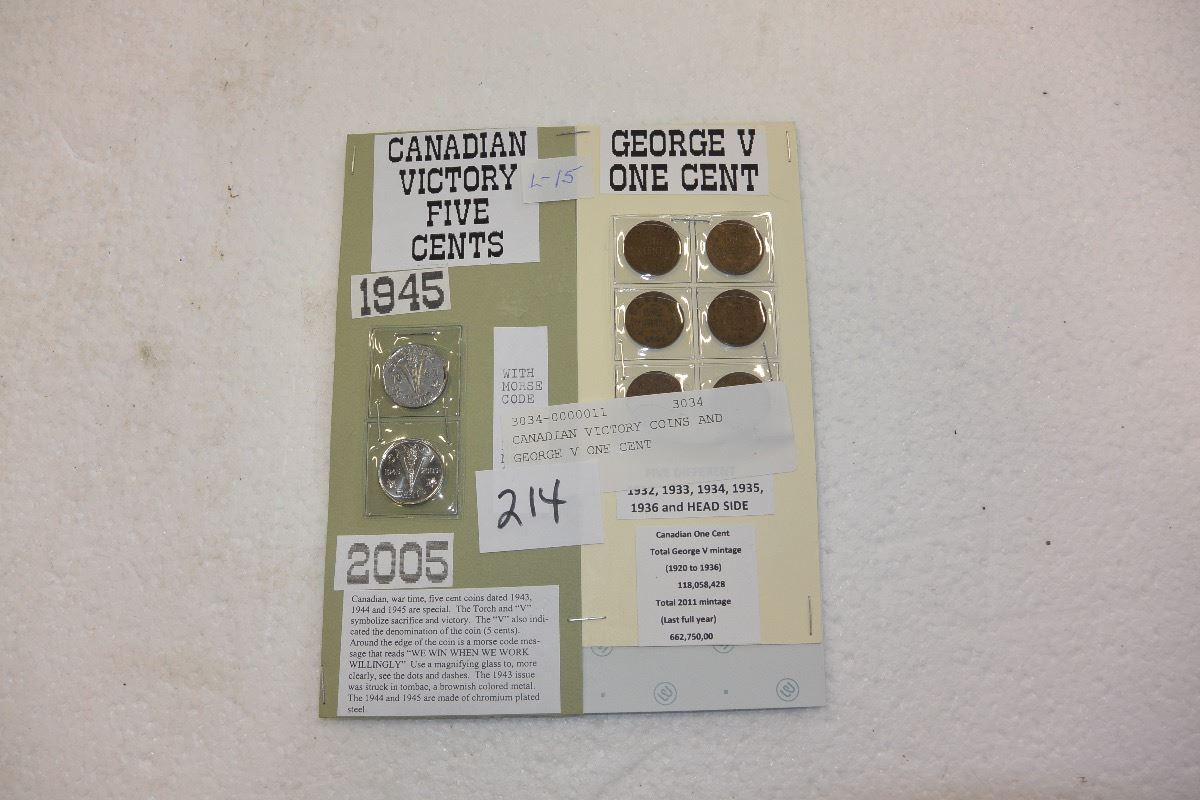 CANADIAN
VICTORY
FIVE
CENTS
L-15
1945
WITH
MORSE
CODE
1945 2005
2005
Canadian, war time, five cent coins dated 1943,
1944 and 1945 are special. The Torch and "V"
symbolize sacrifice and victory. The "V" also indi-
cated the denomination of the coin (5 cents).
Around the edge of the coin is a morse code mes-
sage that reads "WE WIN WHEN WE WORK
WILLINGLY" Use a magnifying glass to, more
clearly, see the dots and dashes. The 1943 issue
was struck in tombac, a brownish colored metal.
The 1944 and 1945 are made of chromium plated
steel
GEORGE V
ONE CENT
3034-0000011 3034
CANADIAN VICTORY COINS AND
GEORGE V ONE CENT
214
FIVE DIFFERENT
1932, 1933, 1934, 1935,
1936 and HEAD SIDE
Canadian One Cent
Total George V mintage
(1920 to 1936)
118,058,428
Total 2011 mintage
(Last full year)
662,750,00